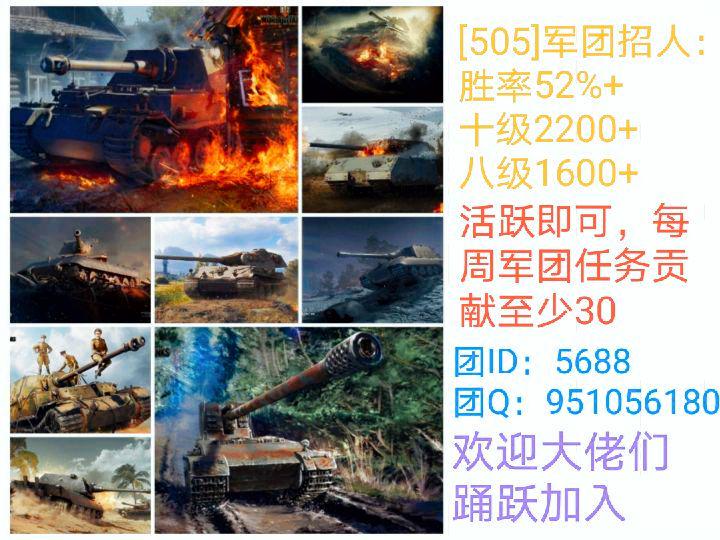 [505]军团招人：
胜率52%+
十级2200+
八级1600+
活跃即可，每
周军团任务贡
献至少30
团ID：5688
团Q：951056180
欢迎大佬们
踊跃加入